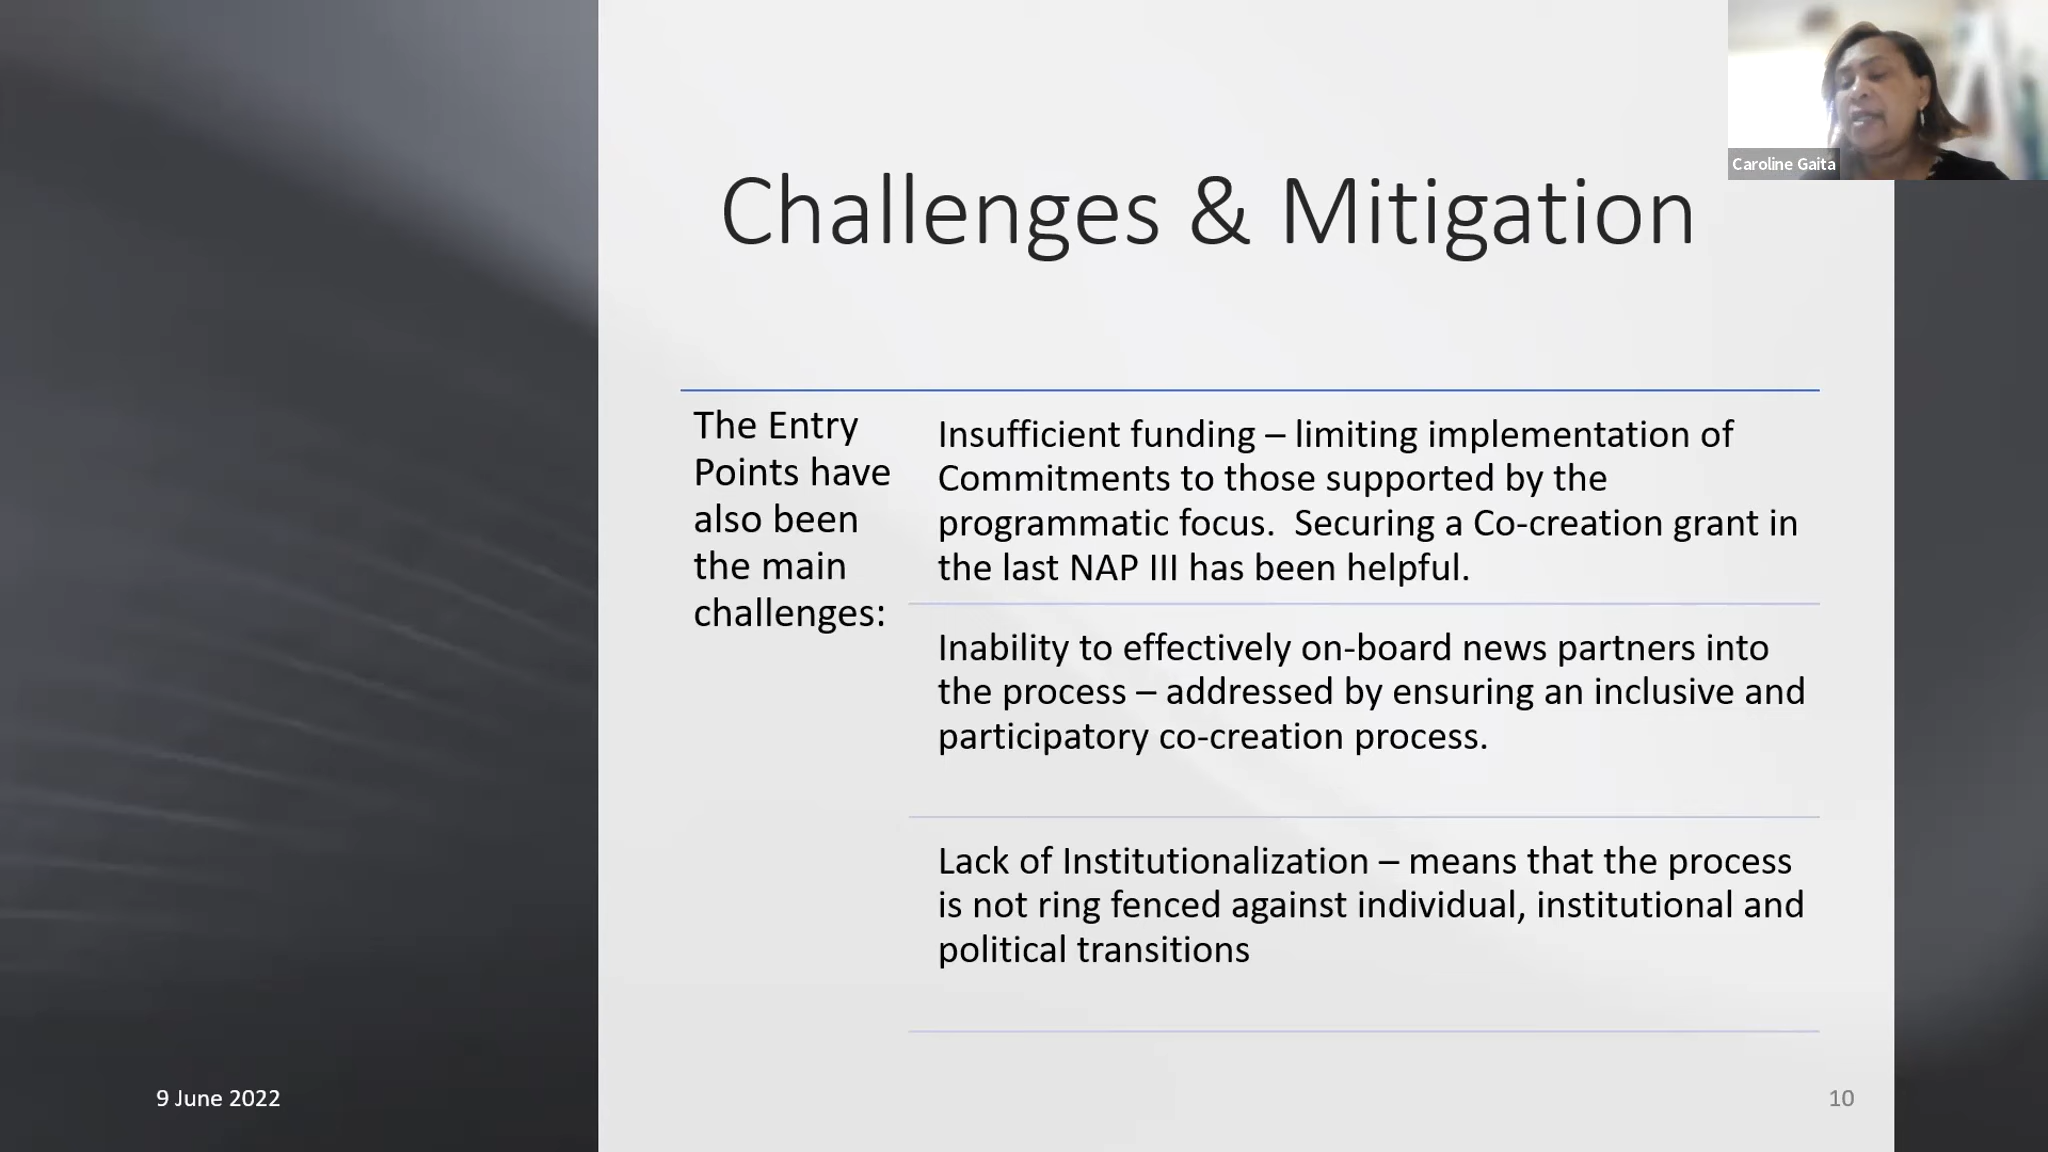 Caroline Gaita
Challenges & Mitigation
The Entry
Points have
also been
the main
challenges:
Insufficient funding – limiting implementation of
Commitments to those supported by the
programmatic focus.  Securing a Co-creation grant in
the last NAP III has been helpful.
Inability to effectively on-board news partners into
the process – addressed by ensuring an inclusive and
participatory co-creation process.
Lack of Institutionalization – means that the process
is not ring fenced against individual, institutional and
political transitions
9 June 2022
10